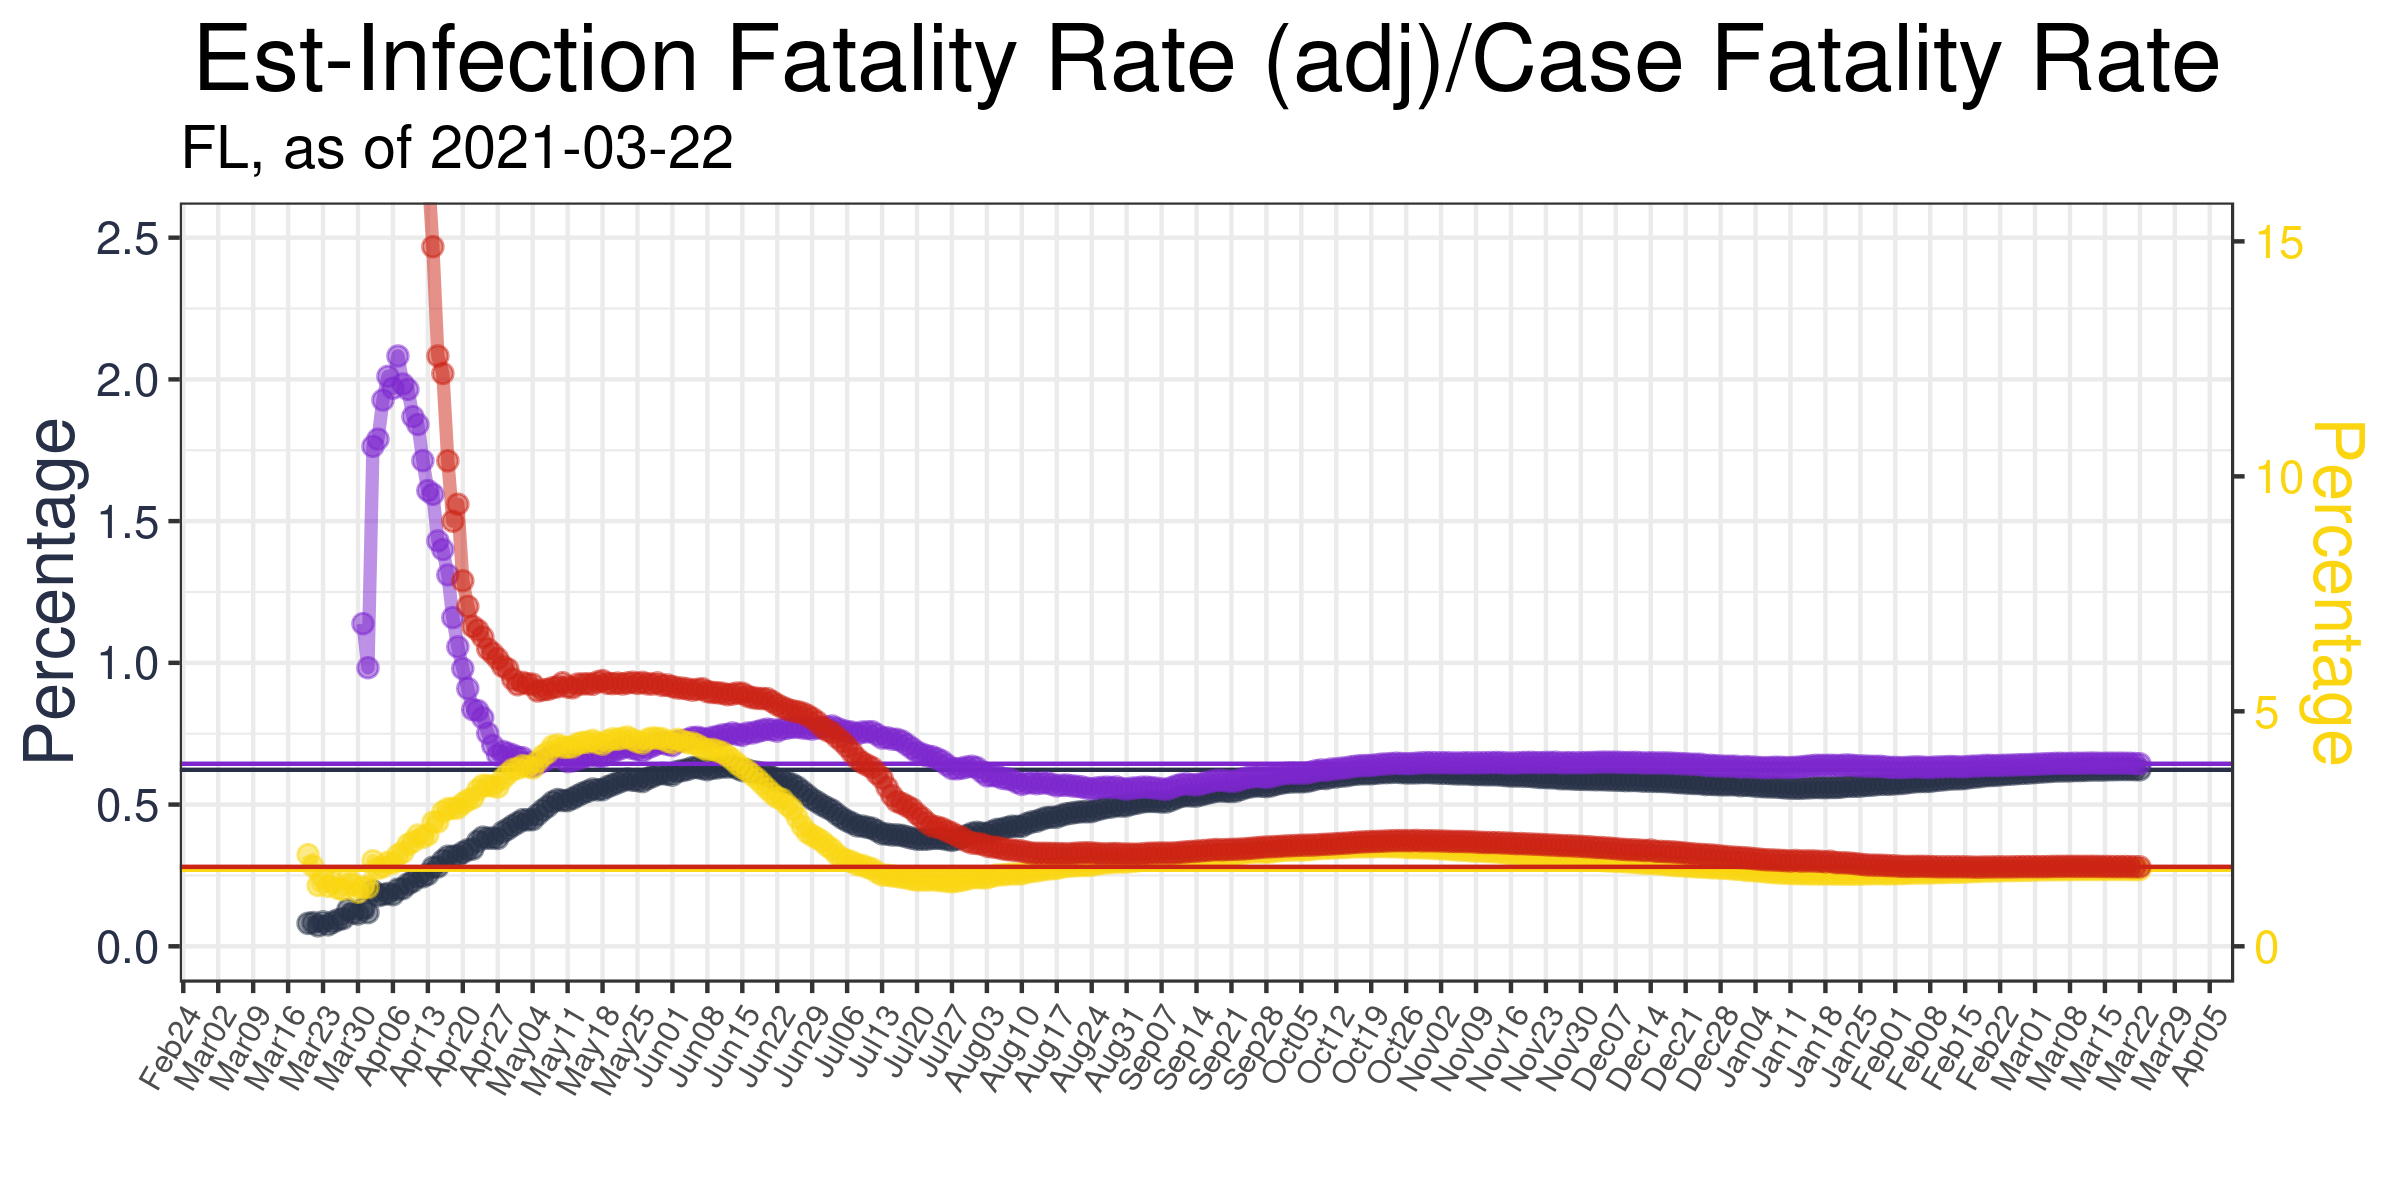 Est-Infection Fatality Rate (adj)/Case Fatality Rate
FL, as of 2021-03-22
Percentage
2.5
2.0
1.5
1.0
0.5
0.0
15
10
5
0
Percentage
Feb24
Mar02
Mar09
Mar16
Mar23
Mar30
Apr06
Apr13
Apr20
Apr27
May04
May11
May18
May25
Jun01
Jun08
Jun15
Jun22
Jun29
Jul06
Jul13
Jul20
Jul27
Aug03
Aug10
Aug17
Aug24
Aug31
Sep07
Sep14
Sep21
Sep28
Oct05
Oct12
Oct19
Oct26
Nov02
Nov09
Nov16
Nov23
Nov30
Dec07
Dec14
Dec21
Dec28
Jan04
Jan11
Jan18
Jan25
Feb01
Feb08
Feb15
Feb22
Mar01
Mar08
Mar15
Mar22
Mar29
Apr05